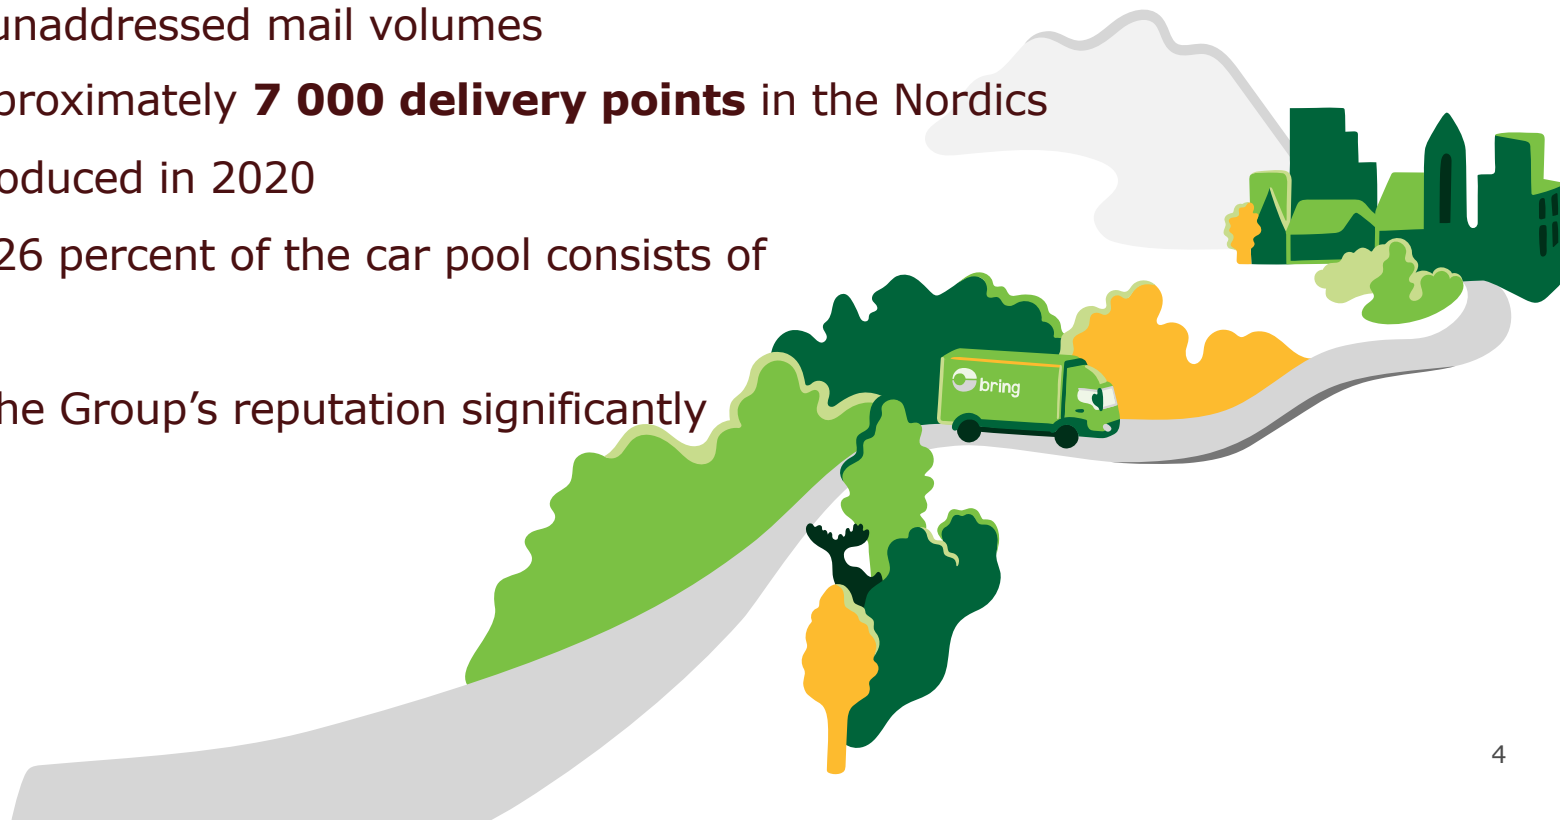 unaddressed mail volumes
proximately 7 000 delivery points in the Nordics
oduced in 2020
26 percent of the car pool consists of
he Group’s reputation significantly
bring
4